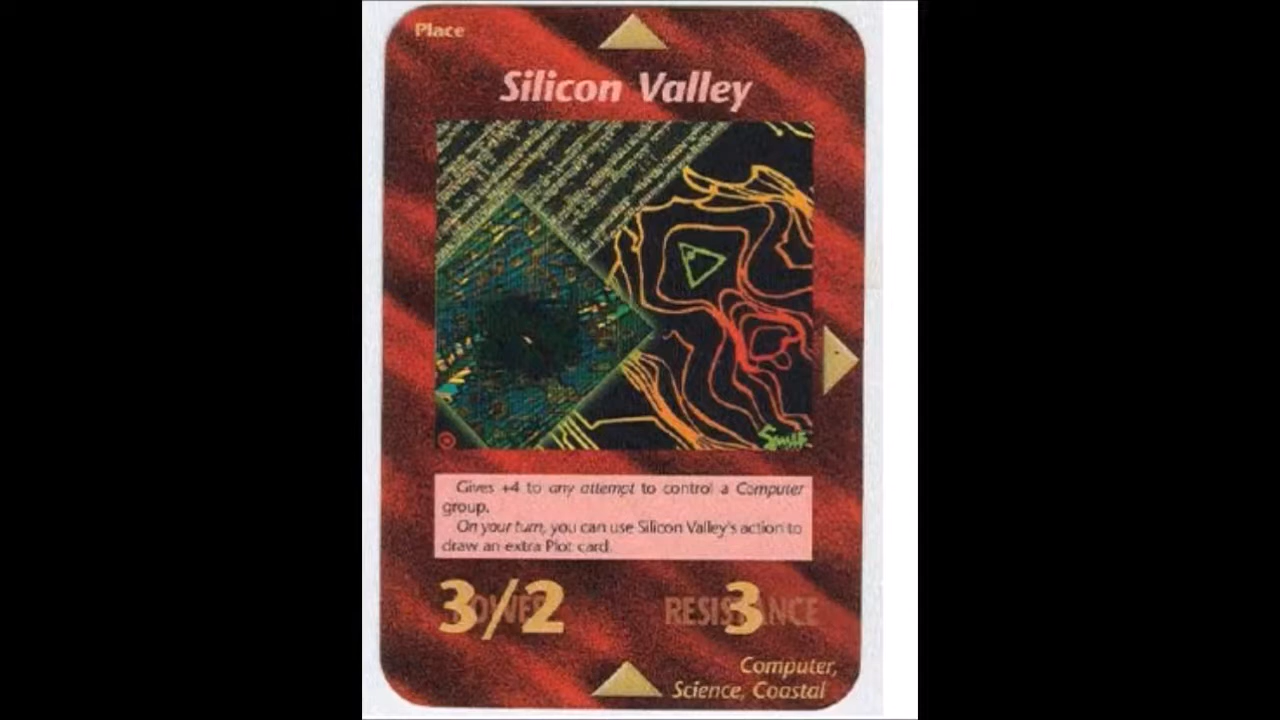 Place
Silicon Valley
Gives +4 to any attempt to control a Computer
group.
On your turn, you can use Silicon Valley's action to
draw an extra Plot card.
3/2
POWER
3
RESISTANCE
Computer,
Science, Coastal